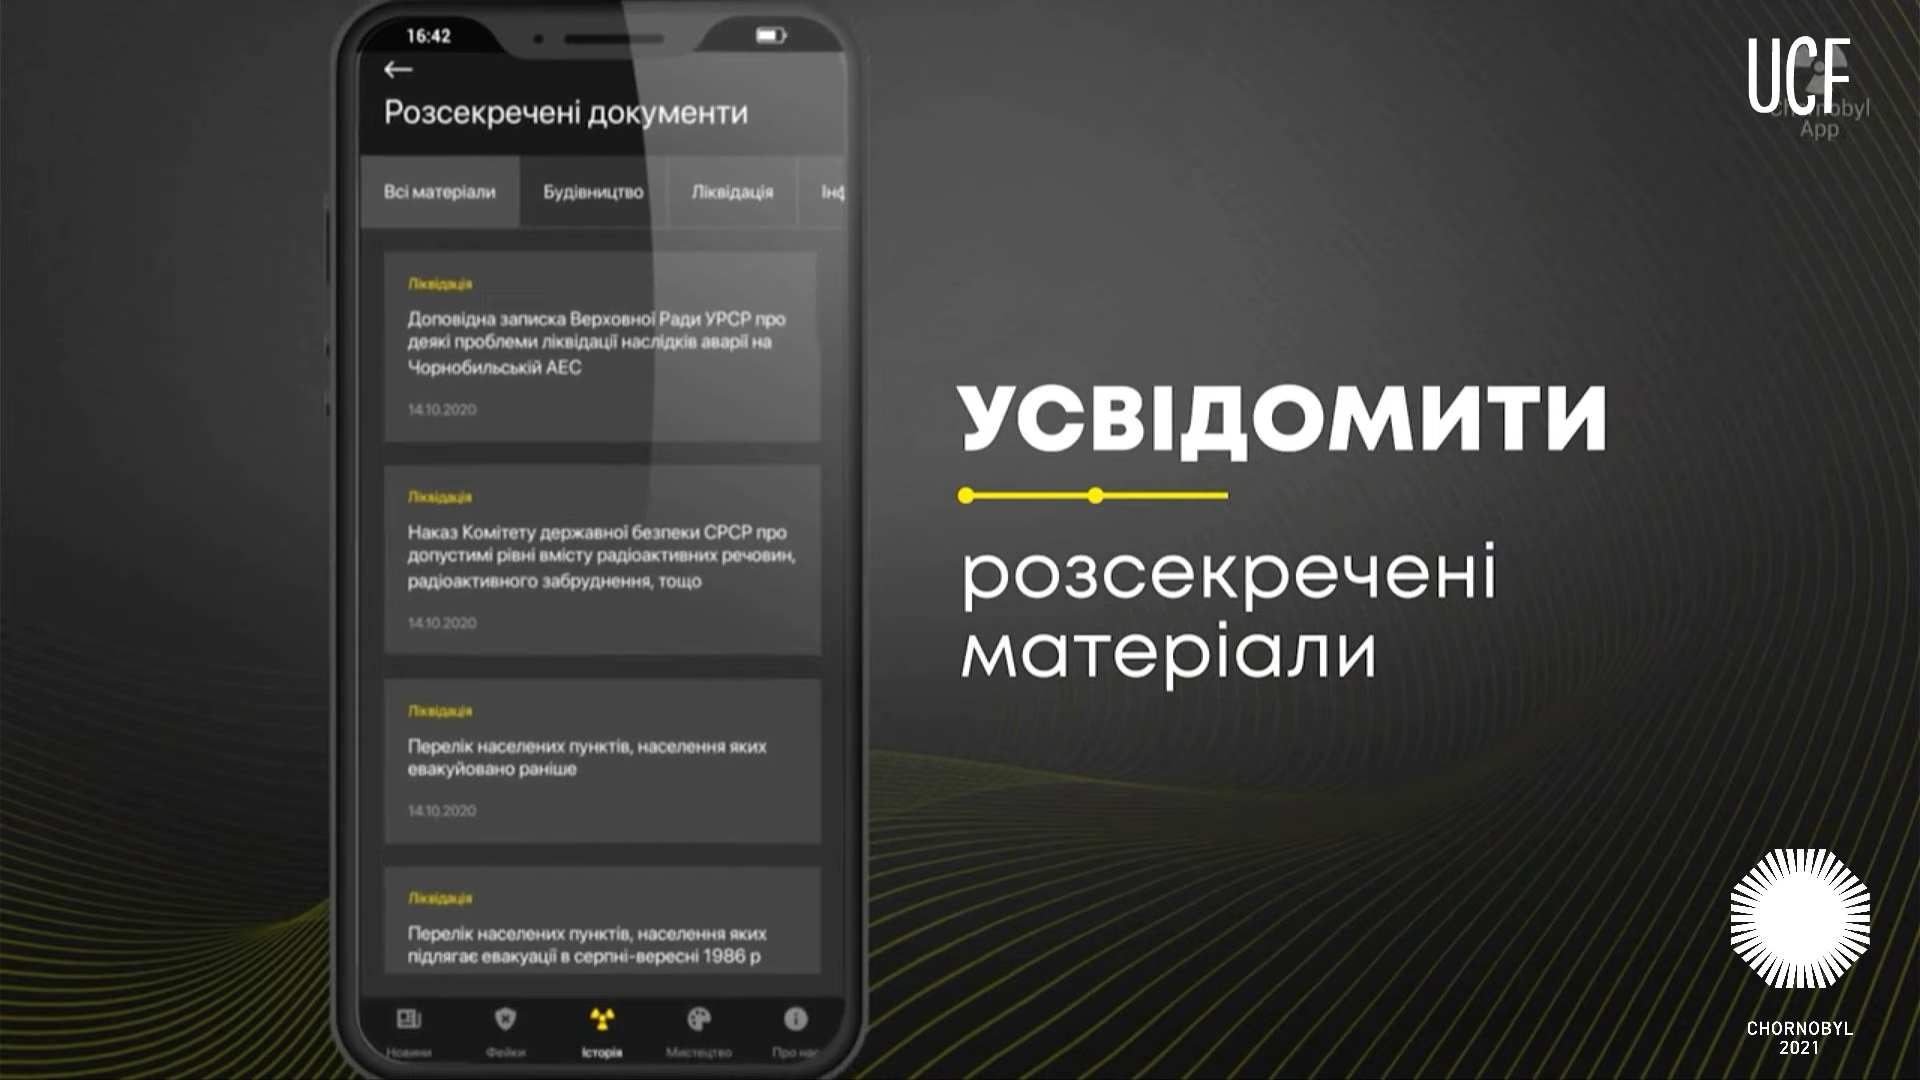 16:42
Розсекречені документи
Всі матеріали
Будівництво
Ліквідація
Інф
Ліквідація
Доповідна записка Верховної Ради УРСР про
деякі проблеми ліквідації наслідків аварії на
Чорнобильській АЕС
14.10.2020
Ліквідація
Наказ Комітету державної безпеки СРСР про
допустимі рівні вмісту радіоактивних речовин,
радіоактивного забруднення, тощо
14.10.2020
Ліквідація
Перелік населених пунктів, населення яких
евакуйовано раніше
14.10.2020
Ліквідація
Перелік населених пунктів, населення яких
підлягає евакуації в серпні-вересні 1986 р
Новини
Фейки
Історія
Мистецтво
Про нас
УСВІДОМИТИ
розсекречені
матеріали
UCF
Chornobyl
App
CHORNOBYL
2021